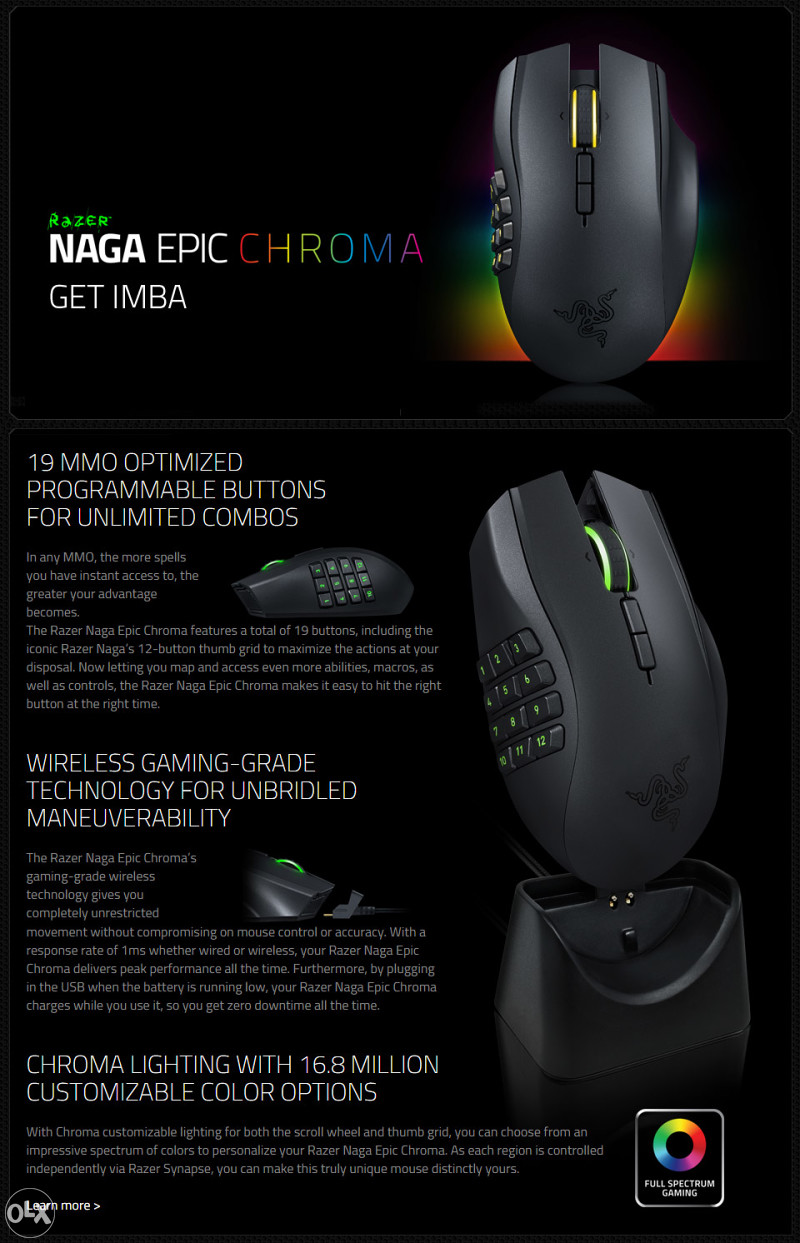 RAZER
NAGA EPIC CHROMA
GET IMBA
19 MMO OPTIMIZED
PROGRAMMABLE BUTTONS
FOR UNLIMITED COMBOS
In any MMO, the more spells
you have instant access to, the
greater your advantage
becomes.
The Razer Naga Epic Chroma features a total of 19 buttons, including the
iconic Razer Naga's 12-button thumb grid to maximize the actions at your
disposal. Now letting you map and access even more abilities, macros, as
well as controls, the Razer Naga Epic Chroma makes it easy to hit the right
button at the right time.
1 2 3
4 5 6
7 8 9
10 11 12
WIRELESS GAMING-GRADE
TECHNOLOGY FOR UNBRIDLED
MANEUVERABILITY
The Razer Naga Epic Chroma's
gaming-grade wireless
technology gives you
completely unrestricted
movement without compromising on mouse control or accuracy. With a
response rate of 1ms whether wired or wireless, your Razer Naga Epic
Chroma delivers peak performance all the time. Furthermore, by plugging
in the USB when the battery is running low, your Razer Naga Epic Chroma
charges while you use it, so you get zero downtime all the time.
CHROMA LIGHTING WITH 16.8 MILLION
CUSTOMIZABLE COLOR OPTIONS
With Chroma customizable lighting for both the scroll wheel and thumb grid, you can choose from an
impressive spectrum of colors to personalize your Razer Naga Epic Chroma. As each region is controlled
independently via Razer Synapse, you can make this truly unique mouse distinctly yours.
FULL SPECTRUM
GAMING
Learn more >
OLX